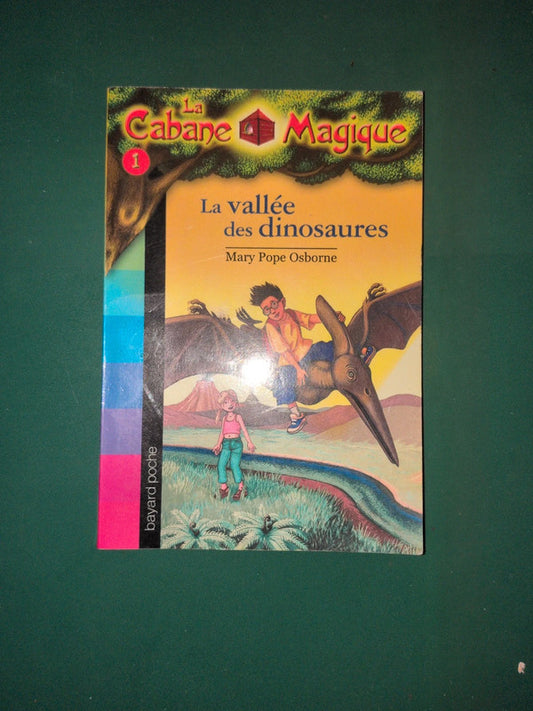 La
Cabane Magique
1
La vallée
des dinosaures
Mary Pope Osborne
bayard poche